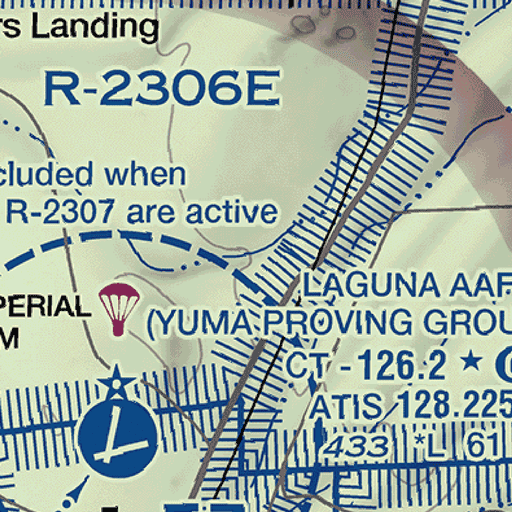 rs Landing
R-2306E
cluded when
R-2307 are active
LAGUNA AAF
PERIAL
(YUMA PROVING GROU
M
CT - 126.2 ★ C
ATIS 128.225
433 *L 61